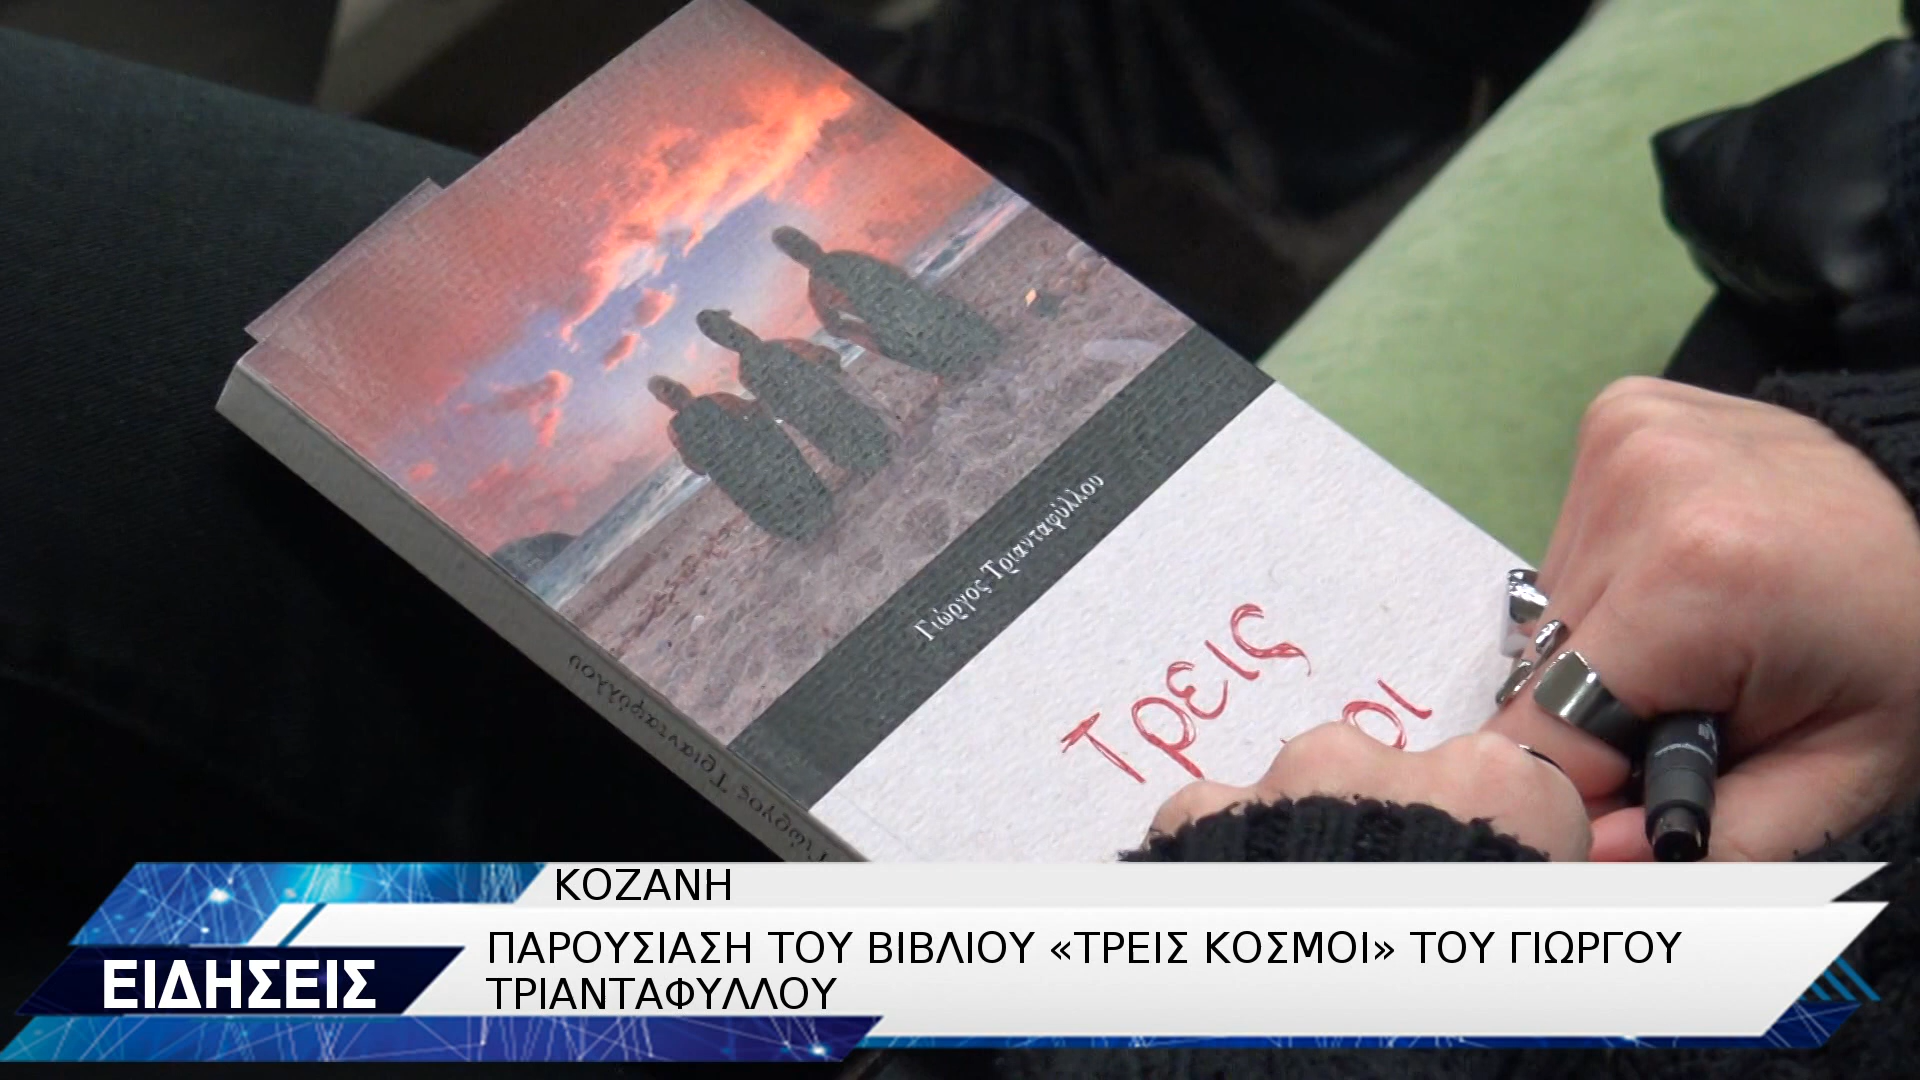 Γιώργος Τριανταφύλλου
Τρεις
Γιώργος Τριανταφύλλου
ΚΟΖΑΝΗ
ΠΑΡΟΥΣΙΑΣΗ ΤΟΥ ΒΙΒΛΙΟΥ «ΤΡΕΙΣ ΚΟΣΜΟΙ» ΤΟΥ ΓΙΩΡΓΟΥ
ΤΡΙΑΝΤΑΦΥΛΛΟΥ
ΕΙΔΗΣΕΙΣ